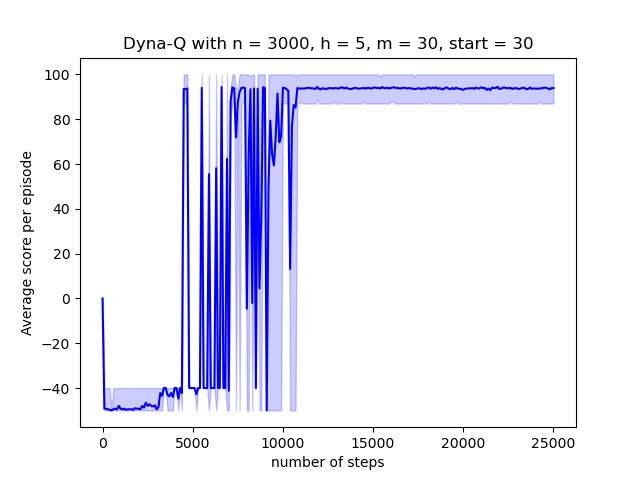 Dyna-Q with n = 3000, h = 5, m = 30, start = 30
100
80
60
40
20
0
−20
−40
Average score per episode
0 5000 10000 15000 20000 25000
number of steps